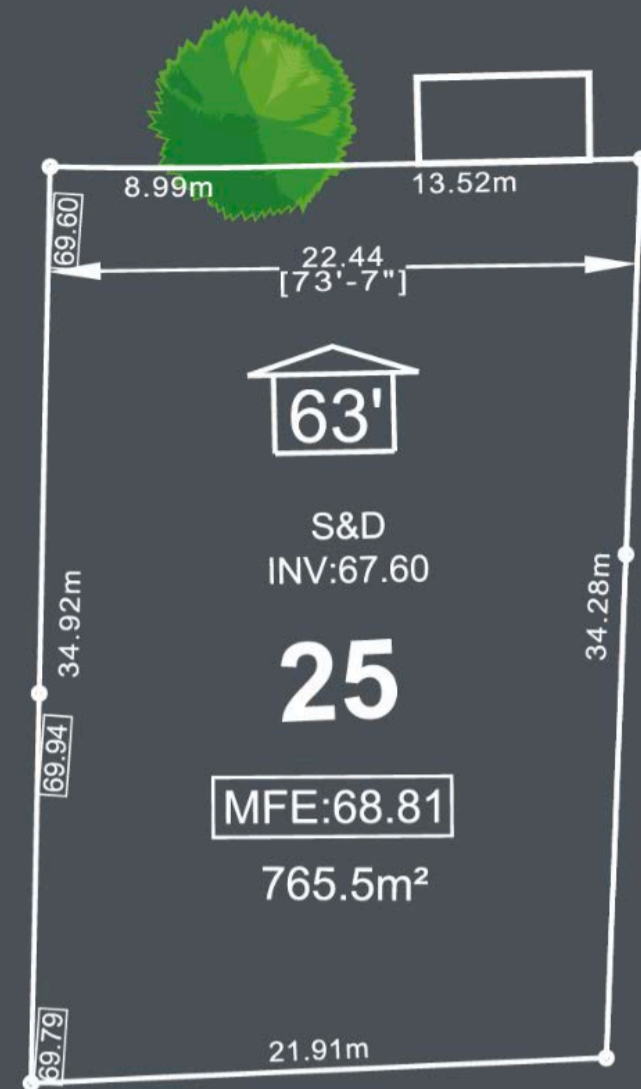 8.99m
13.52m
69.60
22.44
[73'-7"]
63'
S&D
INV:67.60
34.92m
34.28m
25
69.94
MFE:68.81
765.5m²
69.79
21.91m